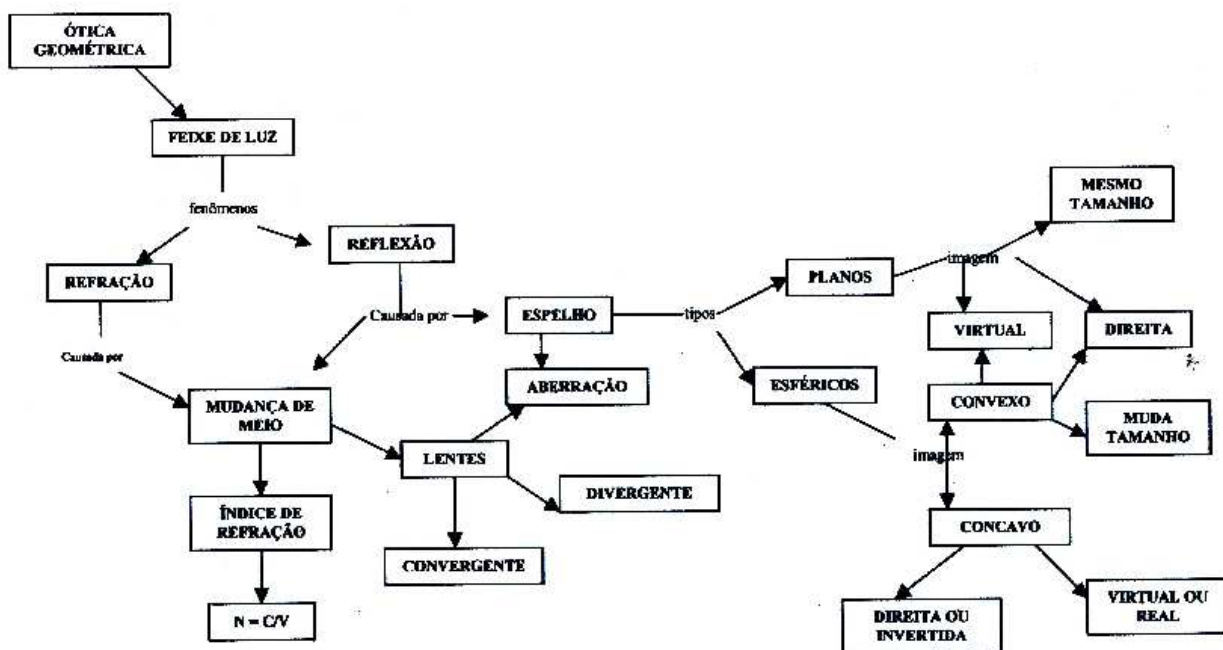 ÓTICA
GEOMÉTRICA
FEIXE DE LUZ
fenômenos
REFRAÇÃO
REFLEXÃO
Causada por
Causada por
MUDANÇA DE
MEIO
ÍNDICE DE
REFRAÇÃO
N = C/V
LENTES
CONVERGENTE
DIVERGENTE
ESPELHO
ABERRAÇÃO
tipos
PLANOS
ESFÉRICOS
imagem
MESMO
TAMANHO
VIRTUAL
DIREITA
CONVEXO
MUDA
TAMANHO
imagem
CONCAVO
DIREITA OU
INVERTIDA
VIRTUAL OU
REAL